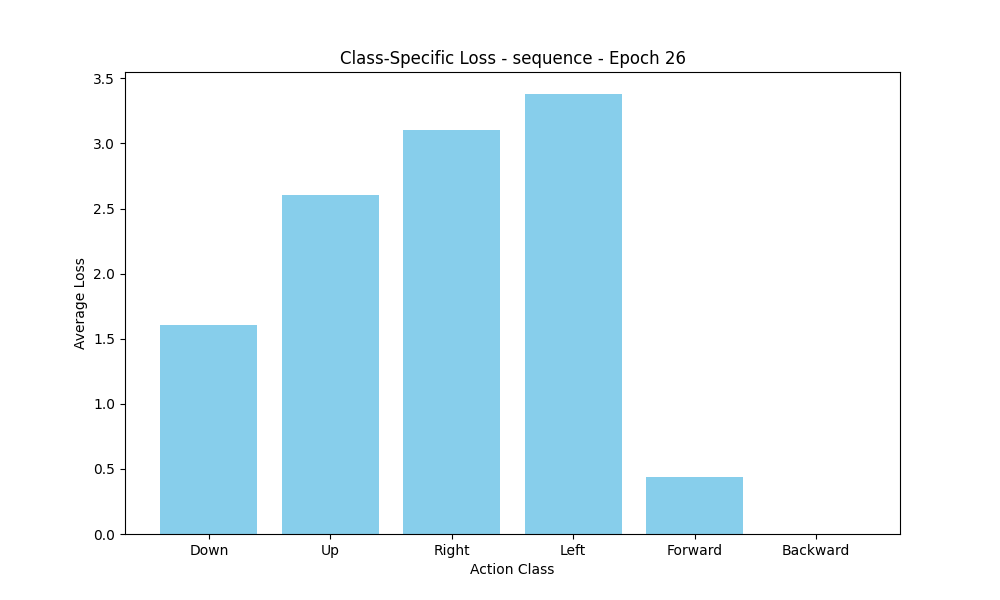 Class-Specific Loss - sequence - Epoch 26
3.5
3.0
2.5
2.0
1.5
1.0
0.5
0.0
Average Loss
Down Up Right Left Forward Backward
Action Class